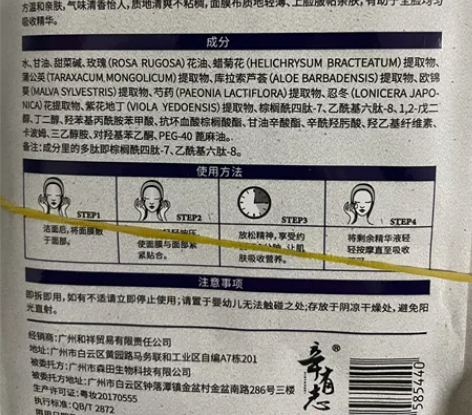 方温和亲肤,气味清香怡人,质地清爽不粘稠,面膜布质地轻薄、上脸服帖亲肤,有助于全脸均匀
吸收精华。
成分
水、甘油、甜菜碱、玫瑰(ROSA RUGOSA)花油、蜡菊花(HELICHRYSUM BRACTEATUM)提取物、
蒲公英(TARAXACUM MONGOLICUM)提取物、库拉索芦荟(ALOE BARBADENSIS)提取物、欧锦
葵(MALVA SYLVESTRIS)提取物、芍药(PAEONIA LACTIFLORA)提取物、忍冬(LONICERA JAPO-
NICA)花提取物、紫花地丁(VIOLA YEDOENSIS)提取物、棕榈酰四肽-7、乙酰基六肽-8、1,2-戊二
醇、丁二醇、羟苯基丙酰胺苯甲酸、抗坏血酸棕榈酸酯、甘油辛酸酯、辛酰羟肟酸、羟乙基纤维素、
卡波姆、三乙醇胺、对羟基苯乙酮、PEG-40 蓖麻油。
备注:成分里的多肽即棕榈酰四肽-7、乙酰基六肽-8。
使用方法
STEP1
STEP2
STEP3
STEP4
洁面后,将面膜敷
于面部。
使面膜与面部紧
紧贴合。
放松精神,享受约
肤吸收营养。
将剩余精华液轻
轻按摩直至吸收
注意事项
即拆即用,如有不适请立即停止使用;请置于婴幼儿无法触碰之处;存放于阴凉干燥处,避免阳
光直射。
经销商:广州和祥贸易有限责任公司
地址:广州市白云区黄园路马务联和工业区自编A7栋201
被委托方:广州市森田生物科技有限公司
被委托方地址:广州市白云区钟落潭镇金盆村金盆南路286号三楼
生产许可证:粤妆20170555
执行标准:QB/T 2872
585440